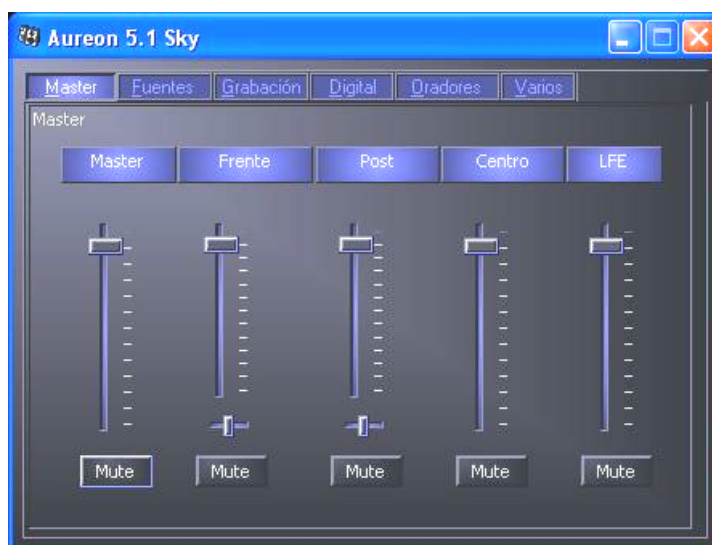 Aureon 5.1 Sky
Master Fuentes Grabación Digital Oradores Varios
Master
Master Frente Post Centro LFE
Mute Mute Mute Mute Mute